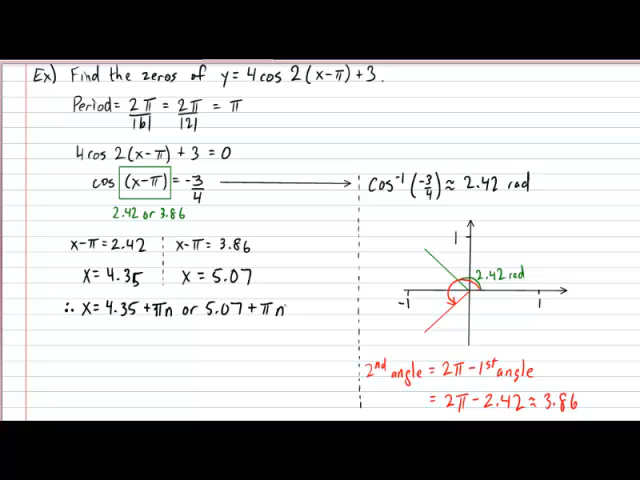 Ex) Find the zeros of y = 4cos 2(x-π)+3.
Period = 2π/|b| = 2π/|2| = π
4cos 2(x-π) + 3 = 0
cos (x-π) = -3/4
2.42 or 3.86
x-π = 2.42 x-π = 3.86
x = 4.35 x = 5.07
∴ x = 4.35 + πn or 5.07 + πn
cos⁻¹(-3/4) ≈ 2.42 rad
1
2.42 rad
-1 1
2nd angle = 2π - 1st angle
= 2π - 2.42 ≈ 3.86